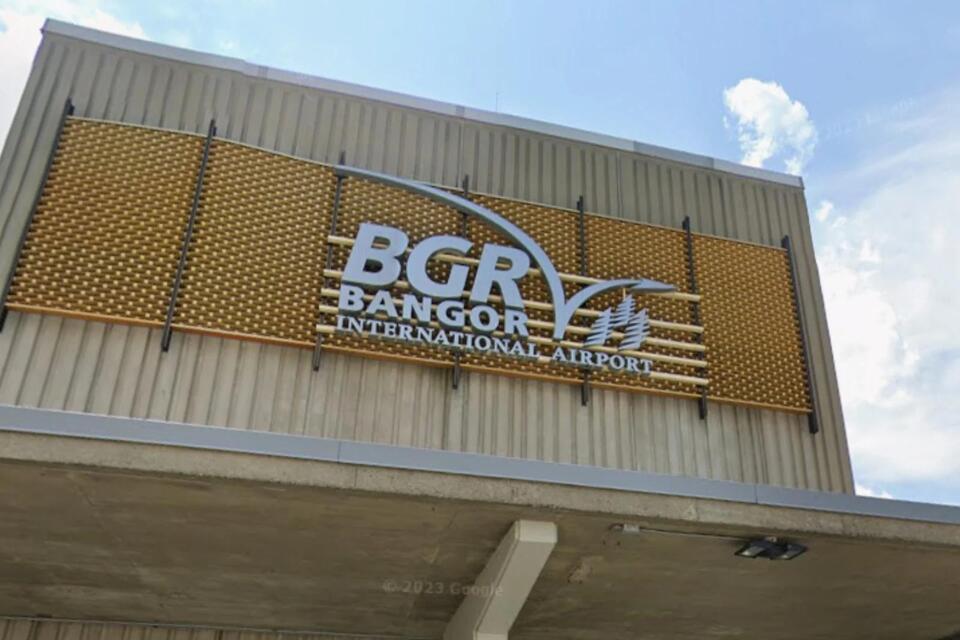 BGR
BANGOR
INTERNATIONAL AIRPORT
© 2023 Google